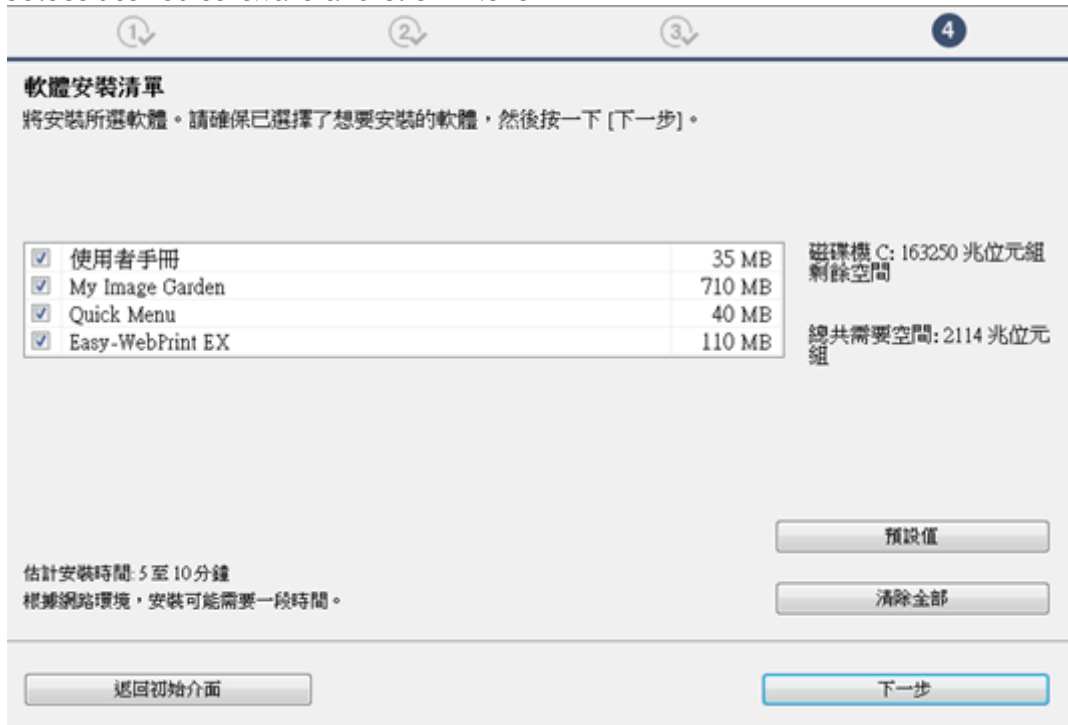 1
2
3
4
軟體安裝清單
將安裝所選軟體。請確保已選擇了想要安裝的軟體，然後按一下 [下一步]。
使用者手冊 35 MB
My Image Garden 710 MB
Quick Menu 40 MB
Easy-WebPrint EX 110 MB
磁碟機 C: 163250 兆位元組
剩餘空間
總共需要空間: 2114 兆位元
組
預設值
估計安裝時間: 5 至 10 分鐘
根據網路環境，安裝可能需要一段時間。
清除全部
返回初始介面
下一步